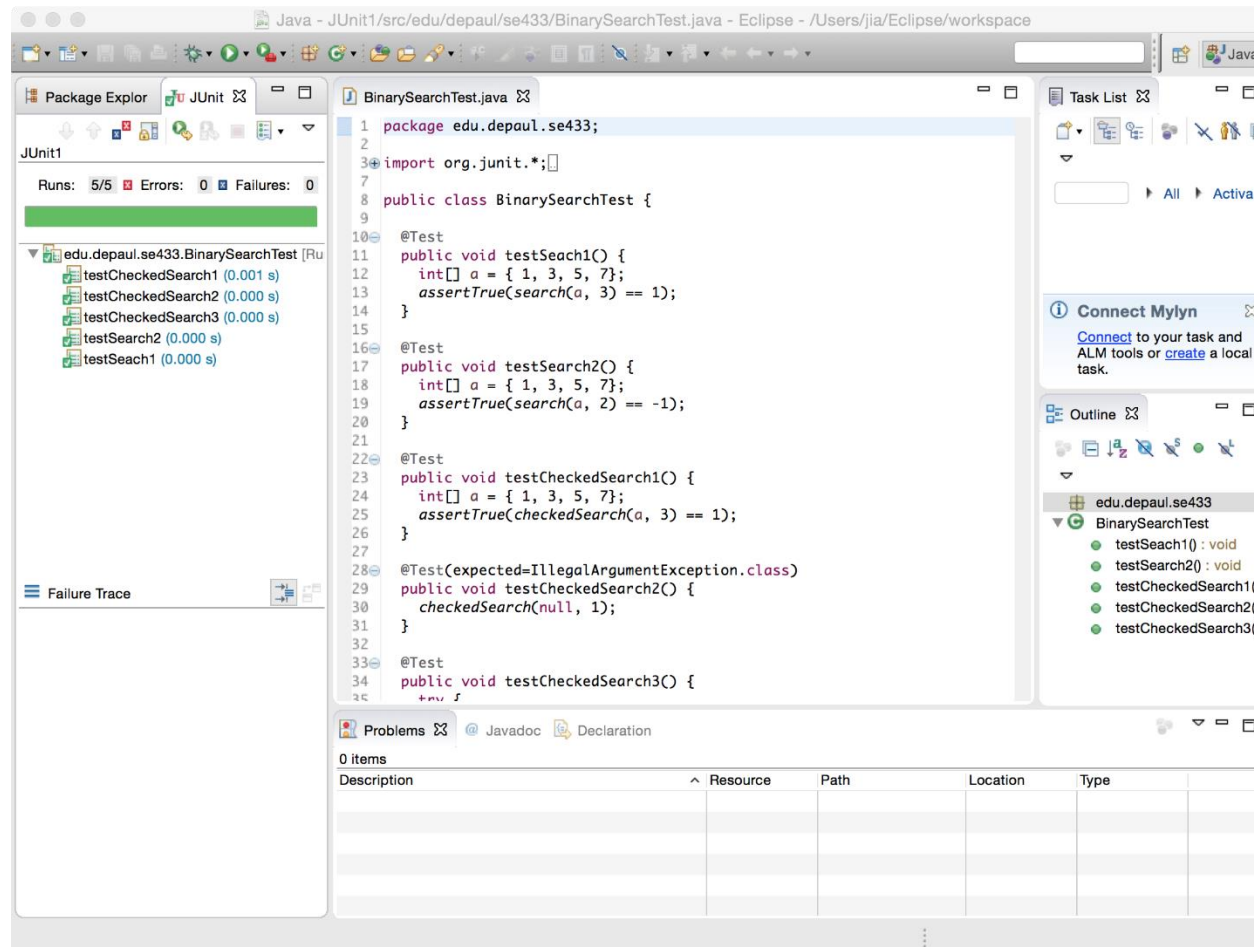 Java - JUnit1/src/edu/depaul/se433/BinarySearchTest.java - Eclipse - /Users/jia/Eclipse/workspace
Java
Package Explor
JUnit
JUnit1
Runs: 5/5 Errors: 0 Failures: 0
edu.depaul.se433.BinarySearchTest [Ru
testCheckedSearch1 (0.001 s)
testCheckedSearch2 (0.000 s)
testCheckedSearch3 (0.000 s)
testSearch2 (0.000 s)
testSeach1 (0.000 s)
Failure Trace
BinarySearchTest.java
1 package edu.depaul.se433;
2
3 import org.junit.*;
7
8 public class BinarySearchTest {
9
10 @Test
11 public void testSeach1() {
12 int[] a = { 1, 3, 5, 7};
13 assertTrue(search(a, 3) == 1);
14 }
15
16 @Test
17 public void testSearch2() {
18 int[] a = { 1, 3, 5, 7};
19 assertTrue(search(a, 2) == -1);
20 }
21
22 @Test
23 public void testCheckedSearch1() {
24 int[] a = { 1, 3, 5, 7};
25 assertTrue(checkedSearch(a, 3) == 1);
26 }
27
28 @Test(expected=IllegalArgumentException.class)
29 public void testCheckedSearch2() {
30 checkedSearch(null, 1);
31 }
32
33 @Test
34 public void testCheckedSearch3() {
35 try {
Task List
All Activa
Connect Mylyn
Connect to your task and
ALM tools or create a local
task.
Outline
edu.depaul.se433
BinarySearchTest
testSeach1() : void
testSearch2() : void
testCheckedSearch1(
testCheckedSearch2(
testCheckedSearch3(
Problems @ Javadoc Declaration
0 items
Description Resource Path Location Type